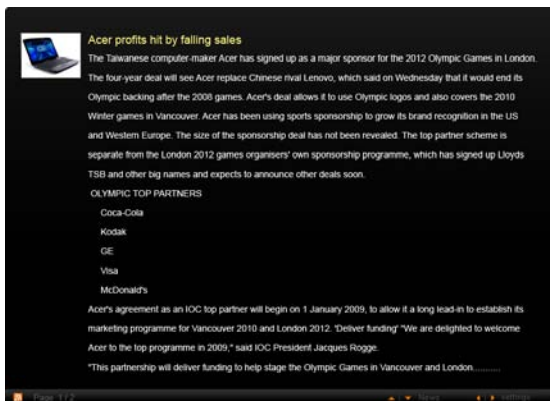 Acer profits hit by falling sales
The Taiwanese computer-maker Acer has signed up as a major sponsor for the 2012 Olympic Games in London.
The four-year deal will see Acer replace Chinese rival Lenovo, which said on Wednesday that it would end its
Olympic backing after the 2008 games. Acer's deal allows it to use Olympic logos and also covers the 2010
Winter games in Vancouver. Acer has been using sports sponsorship to grow its brand recognition in the US
and Western Europe. The size of the sponsorship deal has not been revealed. The top partner scheme is
separate from the London 2012 games organisers' own sponsorship programme, which has signed up Lloyds
TSB and other big names and expects to announce other deals soon.
OLYMPIC TOP PARTNERS
Coca-Cola
Kodak
GE
Visa
McDonald's
Acer's agreement as an IOC top partner will begin on 1 January 2009, to allow it a long lead-in to establish its
marketing programme for Vancouver 2010 and London 2012. 'Deliver funding' "We are delighted to welcome
Acer to the top programme in 2009," said IOC President Jacques Rogge.
"This partnership will deliver funding to help stage the Olympic Games in Vancouver and London...........
Page 1 / 2 News settings